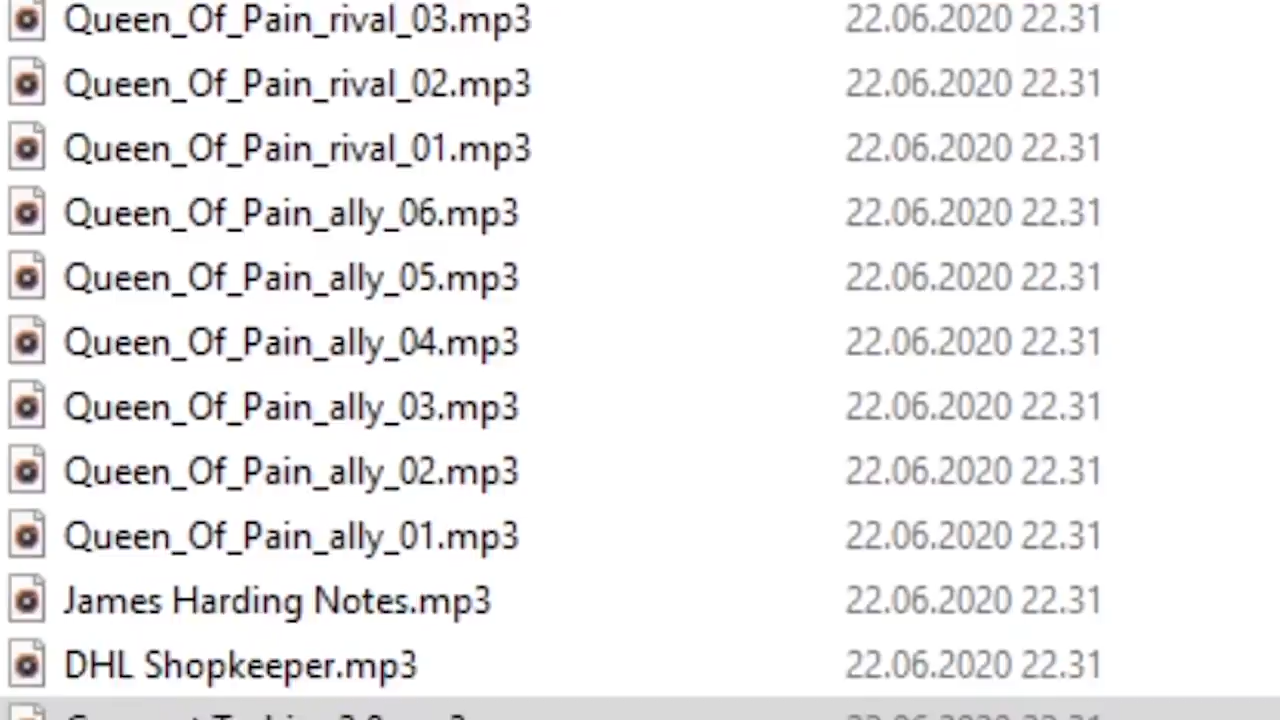 Queen_Of_Pain_rival_03.mp3 22.06.2020 22.31
Queen_Of_Pain_rival_02.mp3 22.06.2020 22.31
Queen_Of_Pain_rival_01.mp3 22.06.2020 22.31
Queen_Of_Pain_ally_06.mp3 22.06.2020 22.31
Queen_Of_Pain_ally_05.mp3 22.06.2020 22.31
Queen_Of_Pain_ally_04.mp3 22.06.2020 22.31
Queen_Of_Pain_ally_03.mp3 22.06.2020 22.31
Queen_Of_Pain_ally_02.mp3 22.06.2020 22.31
Queen_Of_Pain_ally_01.mp3 22.06.2020 22.31
James Harding Notes.mp3 22.06.2020 22.31
DHL Shopkeeper.mp3 22.06.2020 22.31